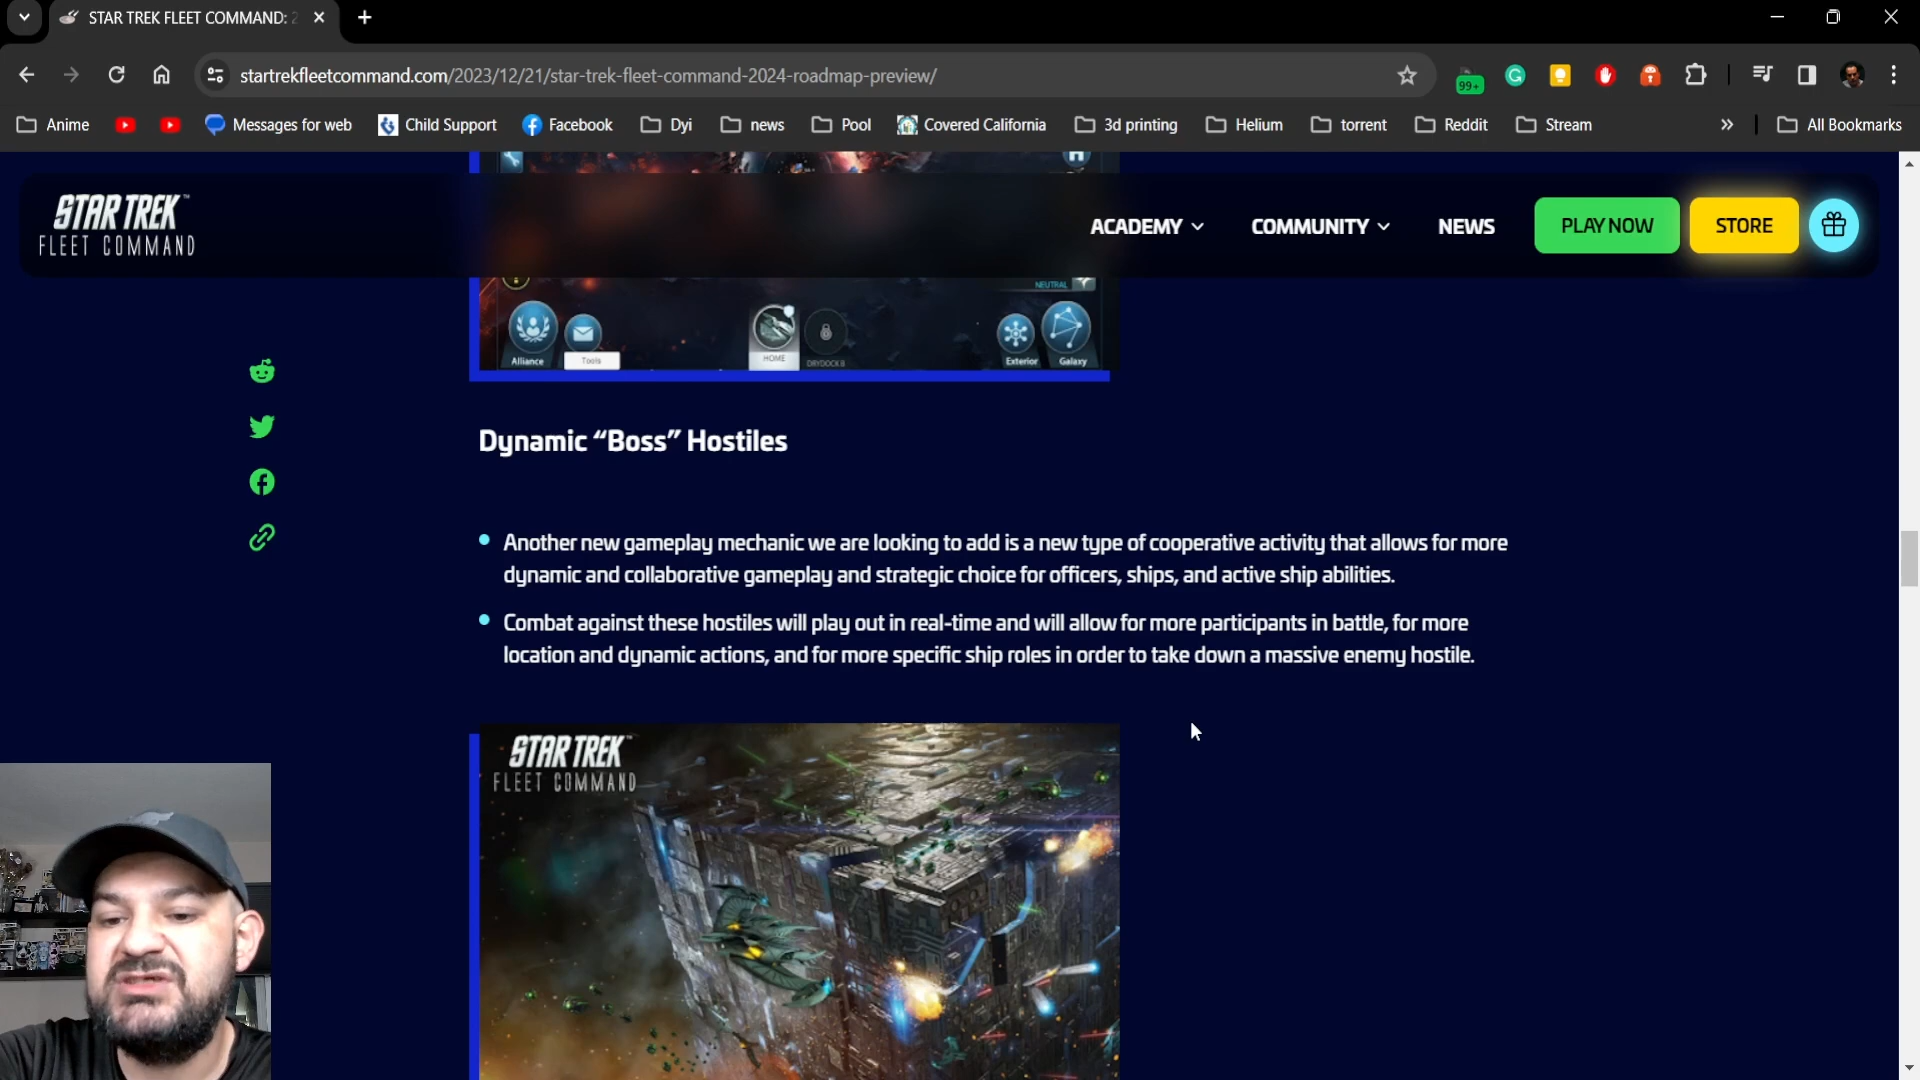 STAR TREK FLEET COMMAND: 2
startrekfleetcommand.com/2023/12/21/star-trek-fleet-command-2024-roadmap-preview/
99+
Anime
Messages for web
Child Support
Facebook
Dyi
news
Pool
Covered California
3d printing
Helium
torrent
Reddit
Stream
»
All Bookmarks
STAR TREK™
FLEET COMMAND
ACADEMY
COMMUNITY
NEWS
PLAY NOW
STORE
NEUTRAL
Alliance
Tools
HOME
DRYDOCK B
Exterior
Galaxy
Dynamic “Boss” Hostiles
• Another new gameplay mechanic we are looking to add is a new type of cooperative activity that allows for more
dynamic and collaborative gameplay and strategic choice for officers, ships, and active ship abilities.
• Combat against these hostiles will play out in real-time and will allow for more participants in battle, for more
location and dynamic actions, and for more specific ship roles in order to take down a massive enemy hostile.
STAR TREK™
FLEET COMMAND